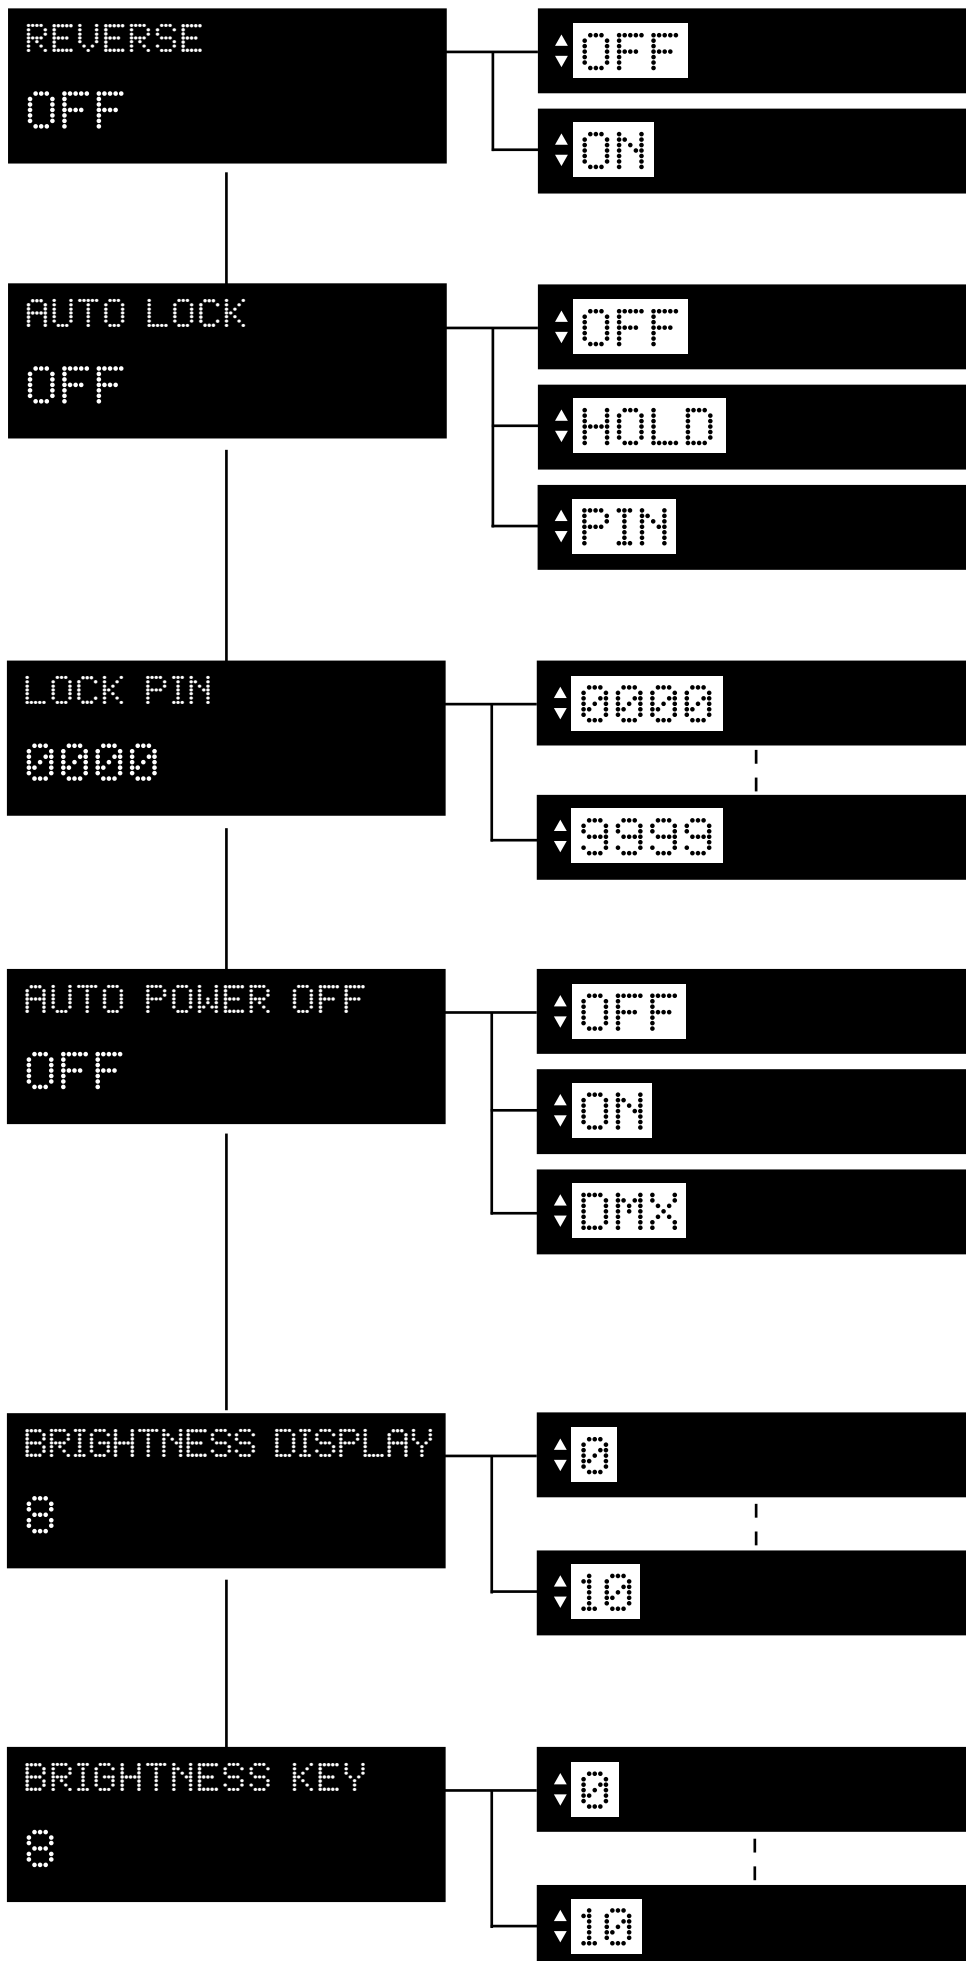 REVERSE
OFF
OFF
ON
AUTO LOCK
OFF
OFF
HOLD
PIN
LOCK PIN
0000
0000
9999
AUTO POWER OFF
OFF
OFF
ON
DMX
BRIGHTNESS DISPLAY
8
0
10
BRIGHTNESS KEY
8
0
10